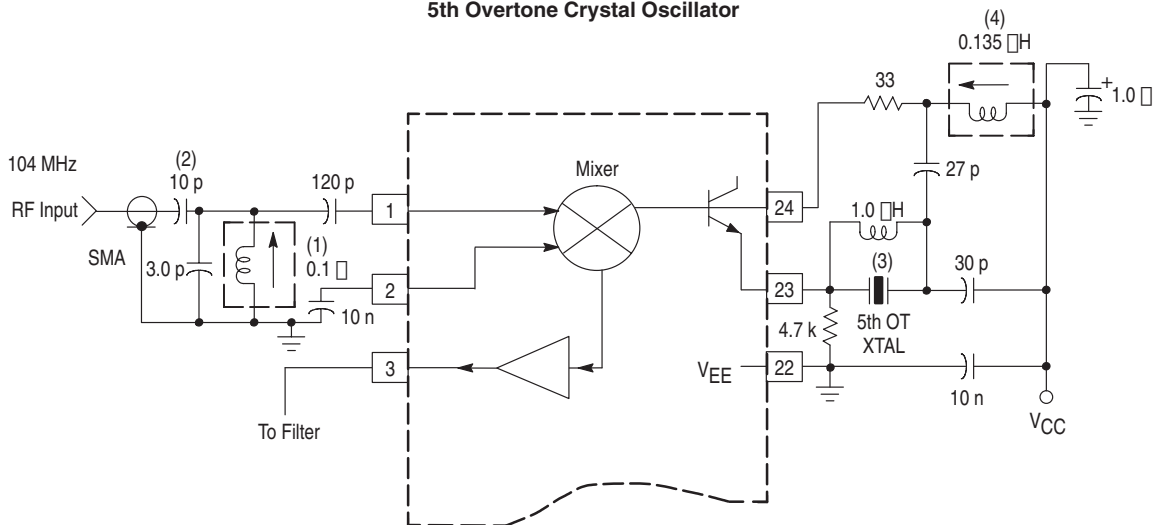 5th Overtone Crystal Oscillator
(4)
0.135 □H
33
+
1.0 □
104 MHz
(2)
10 p
120 p
Mixer
27 p
RF Input
1
24
1.0 □H
SMA
3.0 p
(1)
0.1 □
(3)
30 p
2
23
10 n
4.7 k
5th OT
XTAL
3
VEE
22
10 n
To Filter
VCC